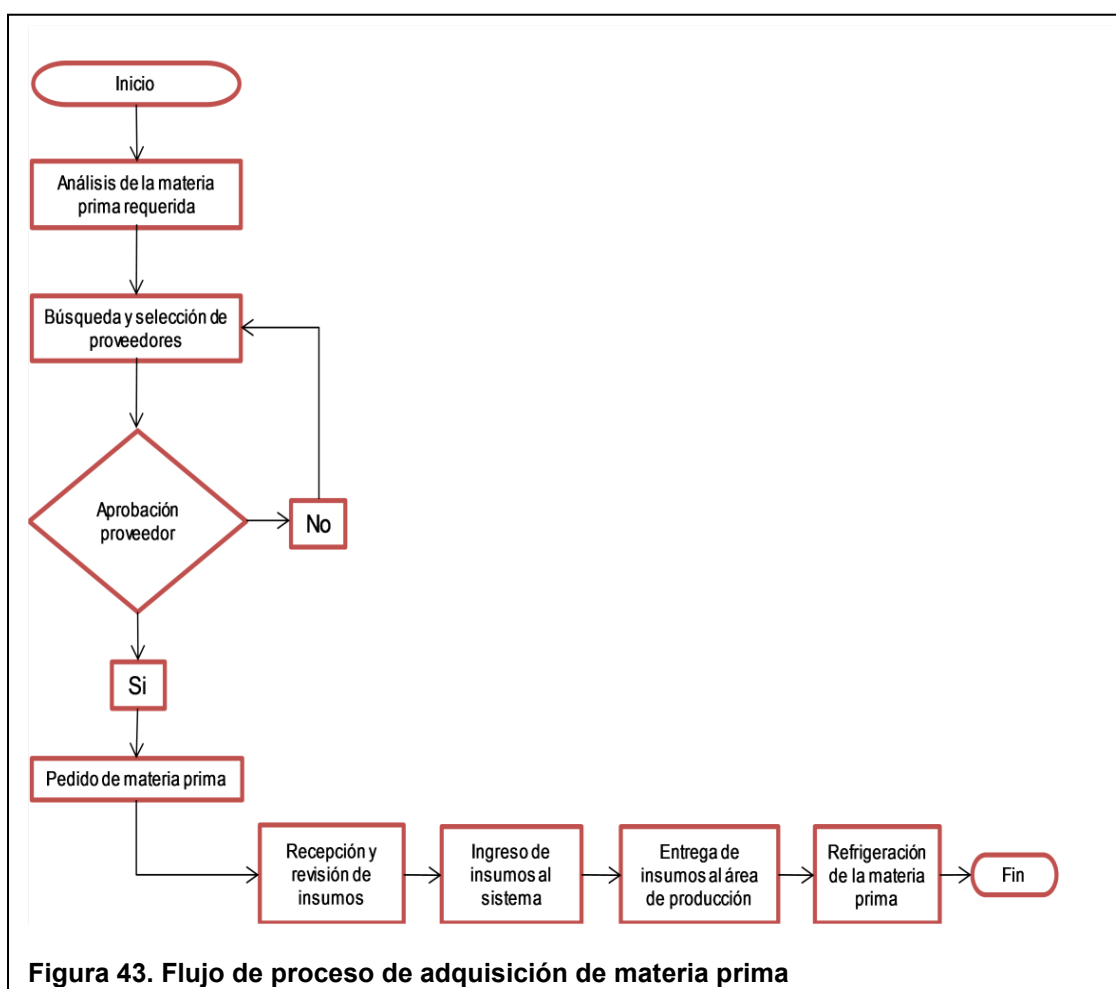 Inicio
Análisis de la materia
prima requerida
Búsqueda y selección de
proveedores
Aprobación
proveedor
No
Si
Pedido de materia prima
Recepción y
revisión de
insumos
Ingreso de
insumos al
sistema
Entrega de
insumos al área
de producción
Refrigeración
de la materia
prima
Fin
Figura 43. Flujo de proceso de adquisición de materia prima